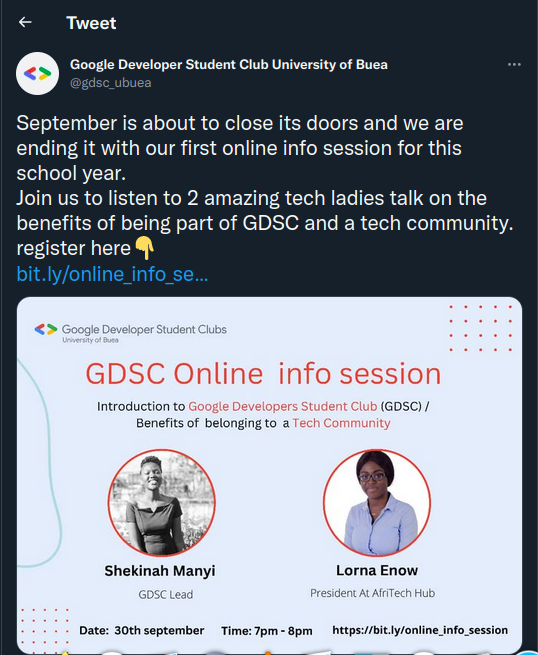 Tweet
Google Developer Student Club University of Buea
@gdsc_ubuea
September is about to close its doors and we are
ending it with our first online info session for this
school year.
Join us to listen to 2 amazing tech ladies talk on the
benefits of being part of GDSC and a tech community.
register here👇
bit.ly/online_info_se...
Google Developer Student Clubs
University of Buea
GDSC Online info session
Introduction to Google Developers Student Club (GDSC) /
Benefits of belonging to a Tech Community
Shekinah Manyi
GDSC Lead
Lorna Enow
President At AfriTech Hub
Date: 30th september Time: 7pm - 8pm https://bit.ly/online_info_session